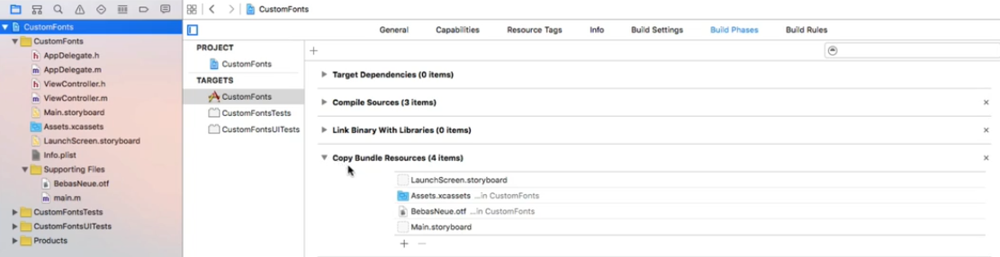 CustomFonts
CustomFonts
AppDelegate.h
AppDelegate.m
ViewController.h
ViewController.m
Main.storyboard
Assets.xcassets
LaunchScreen.storyboard
Info.plist
Supporting Files
BebasNeue.otf
main.m
CustomFontsTests
CustomFontsUITests
Products
CustomFonts
General Capabilities Resource Tags Info Build Settings Build Phases Build Rules
PROJECT
CustomFonts
TARGETS
CustomFonts
CustomFontsTests
CustomFontsUITests
Target Dependencies (0 items)
Compile Sources (3 items)
Link Binary With Libraries (0 items)
Copy Bundle Resources (4 items)
LaunchScreen.storyboard
Assets.xcassets ...in CustomFonts
BebasNeue.otf ...in CustomFonts
Main.storyboard